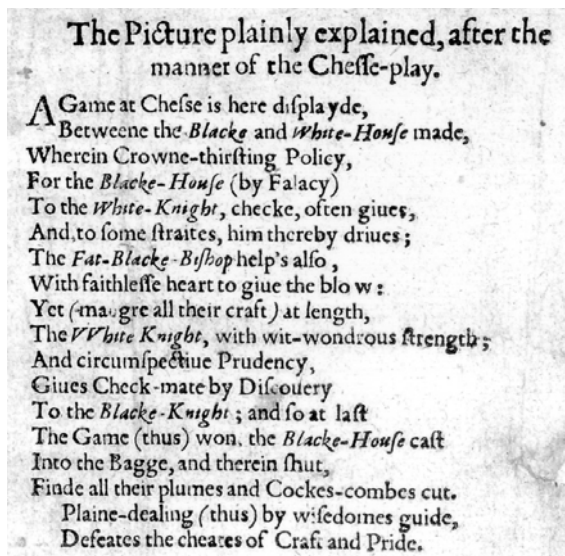 The Picture plainly explained, after the
manner of the Chesse-play.
A Game at Chesse is here displayde,
Betweene the Blacke and White-House made,
Wherein Crowne-thirsting Policy,
For the Blacke-House (by Falacy)
To the White-Knight, checke, often giues,
And, to some straites, him thereby driues;
The Fat-Blacke-Bishop help's also,
With faithlesse heart to giue the blow:
Yet (maugre all their craft) at length,
The VVhite Knight, with wit-wondrous strength;
And circumspectiue Prudency,
Giues Check-mate by Discouery
To the Blacke-Knight; and so at last
The Game (thus) won, the Blacke-House cast
Into the Bagge, and therein shut,
Finde all their plumes and Cockes-combes cut.
Plaine-dealing (thus) by wisedomes guide,
Defeates the cheates of Craft and Pride.